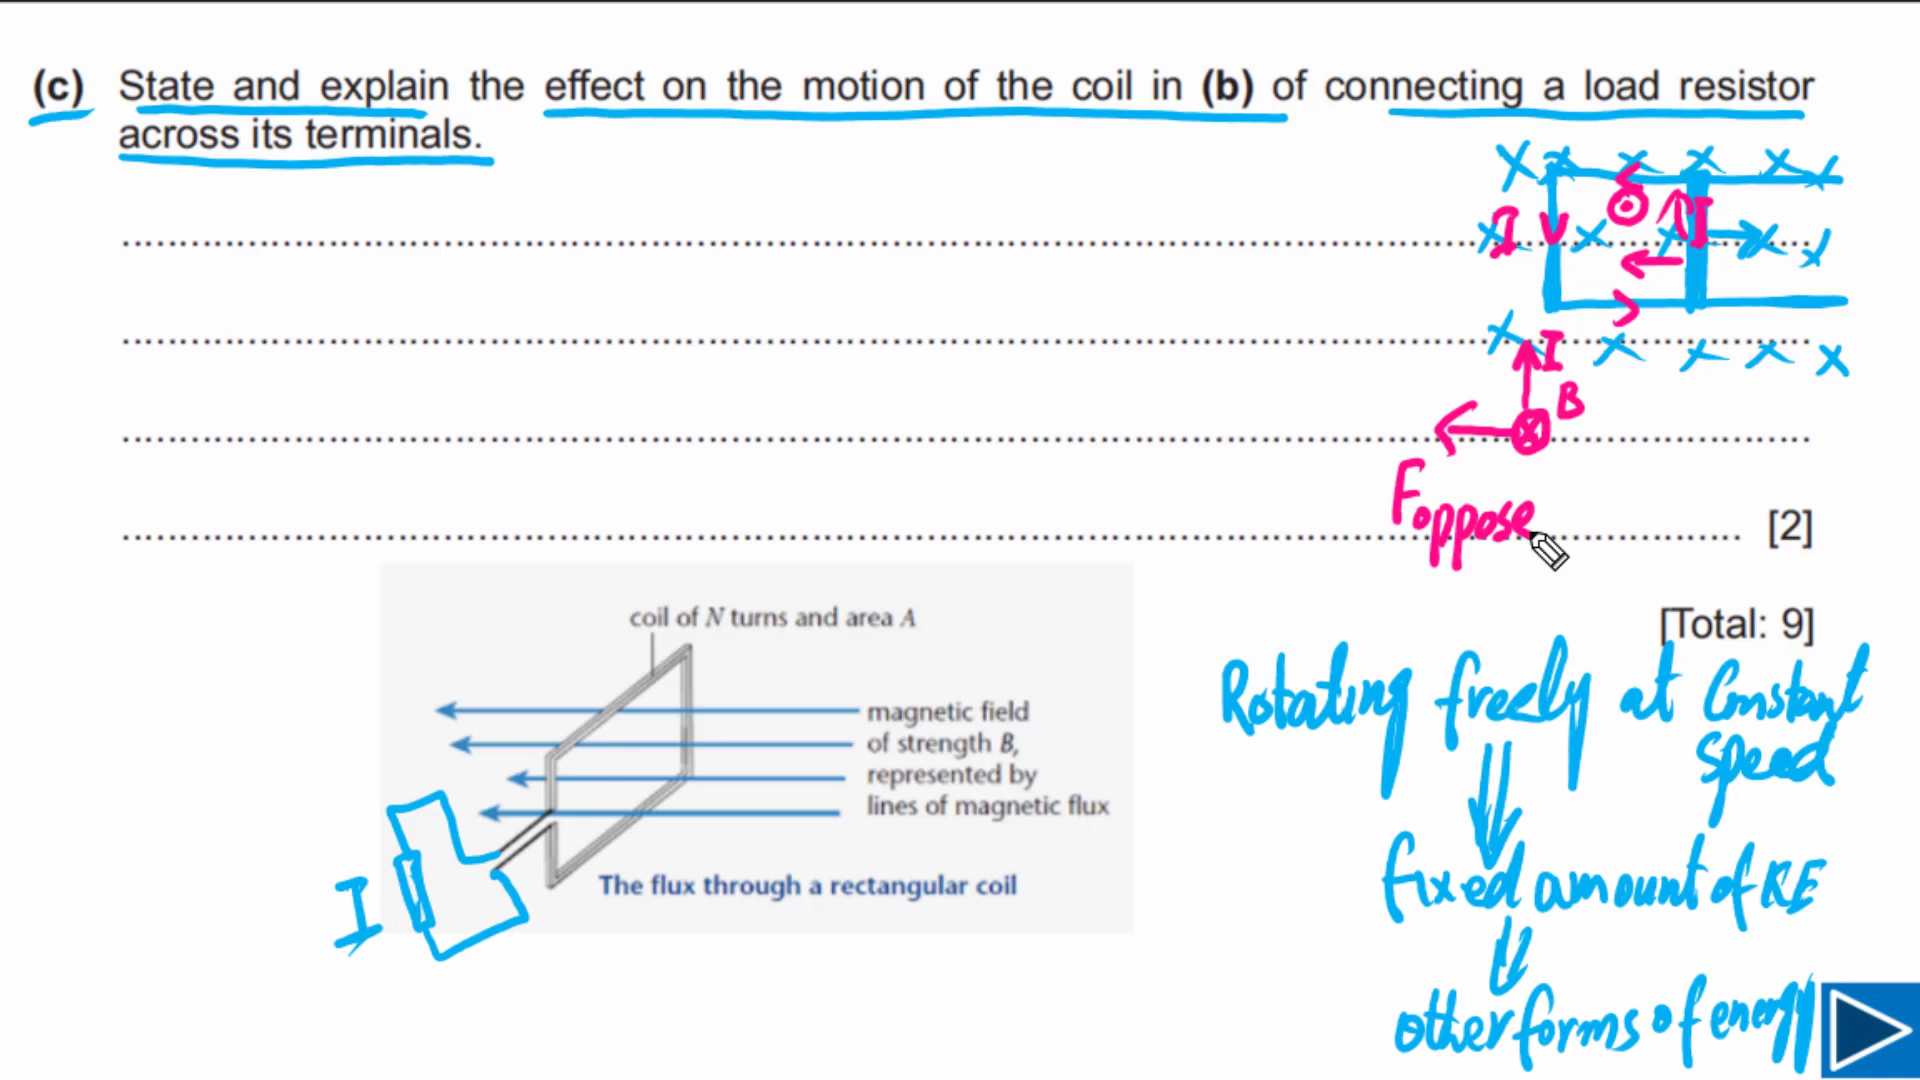 (c) State and explain the effect on the motion of the coil in (b) of connecting a load resistor
across its terminals.
I
I
I
B
Foppose
[2]
[Total: 9]
coil of N turns and area A
magnetic field
of strength B,
represented by
lines of magnetic flux
The flux through a rectangular coil
I
Rotating freely at Constant
speed
fixed amount of KE
other forms of energy